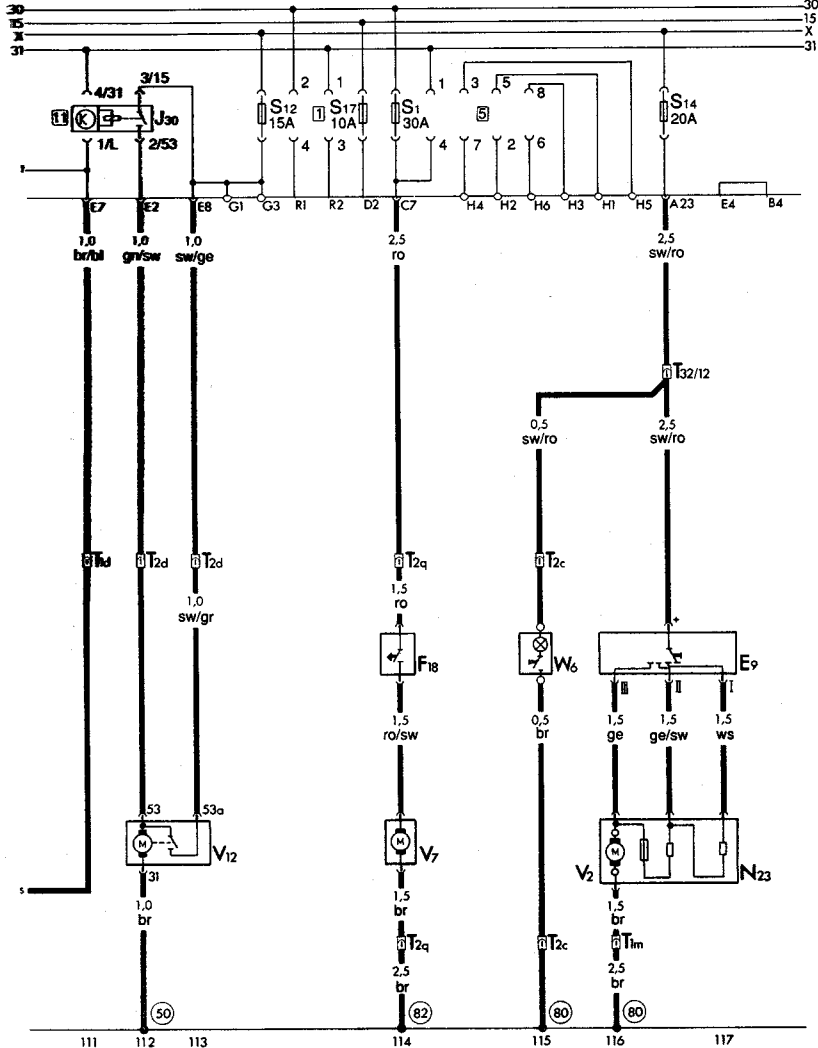 30 30
15 15
X X
31 31
4/31 3/15 2 1 1 3 5 8
11 K J30 S12 15A 1 S17 10A S1 30A 5 S14 20A
1/L 2/53 4 3 4 7 2 6
E7 E2 E8 G1 G3 R1 R2 D2 C7 H4 H2 H6 H3 H1 H5 A23 E4 B4
1,0 1,0 1,0 2,5 2,5
br/bl gn/sw sw/ge ro sw/ro
T32/12
0,5 2,5
sw/ro sw/ro
T1d T2d T2d T2q T2c
1,5
ro
1,0
sw/gr
+
F18 W6 E9
III II I
1,5 0,5 1,5 1,5 1,5
ro/sw br ge ge/sw ws
53 53a
M V12 M V7 M V2 N23
31
s
1,0 1,5 1,5
br br br
T2q T2c T1m
2,5 2,5
br br
50 82 80 80
111 112 113 114 115 116 117